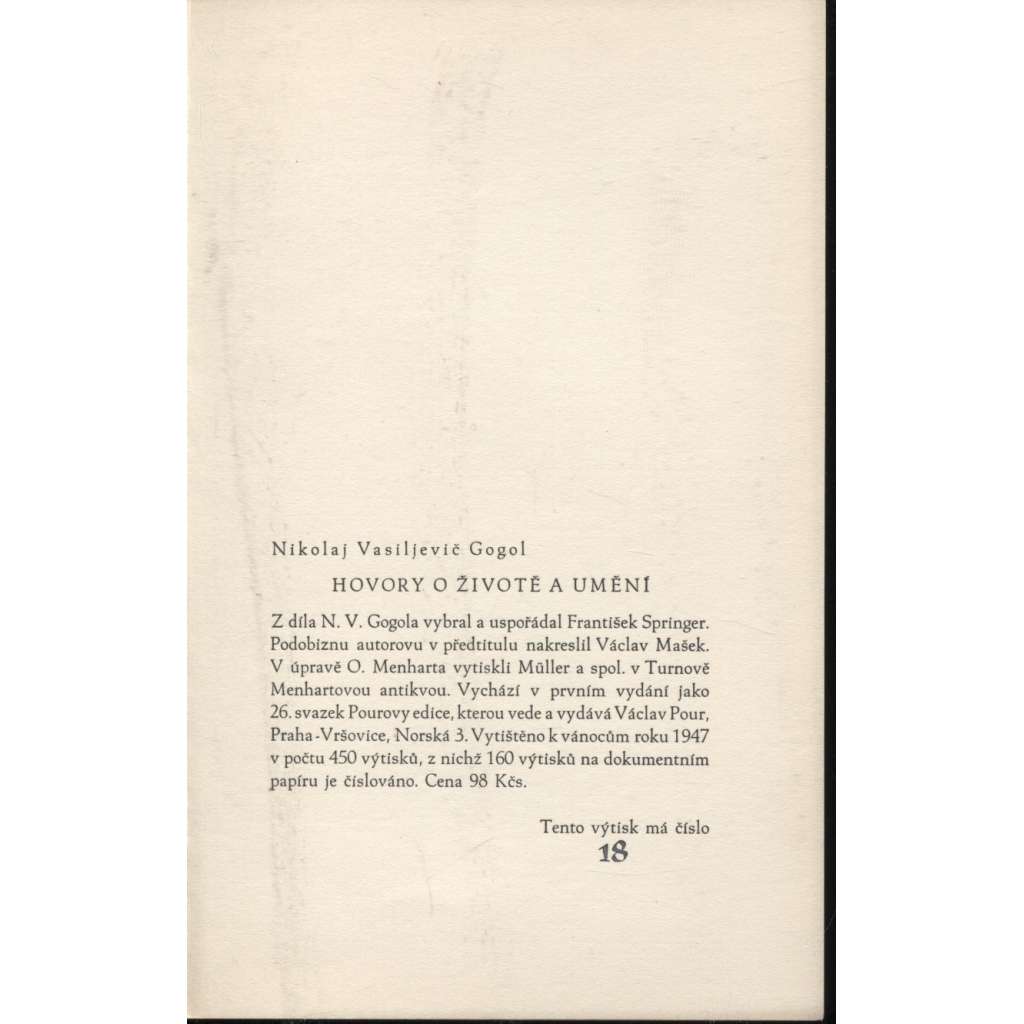 Nikolaj Vasiljevič Gogol
HOVORY O ŽIVOTĚ A UMĚNÍ
Z díla N. V. Gogola vybral a uspořádal František Springer.
Podobiznu autorovu v předtitulu nakreslil Václav Mašek.
V úpravě O. Menharta vytiskli Müller a spol. v Turnově
Menhartovou antikvou. Vychází v prvním vydání jako
26. svazek Pourovy edice, kterou vede a vydává Václav Pour,
Praha-Vršovice, Norská 3. Vytištěno k vánocům roku 1947
v počtu 450 výtisků, z nichž 160 výtisků na dokumentním
papíru je číslováno. Cena 98 Kčs.
Tento výtisk má číslo
18